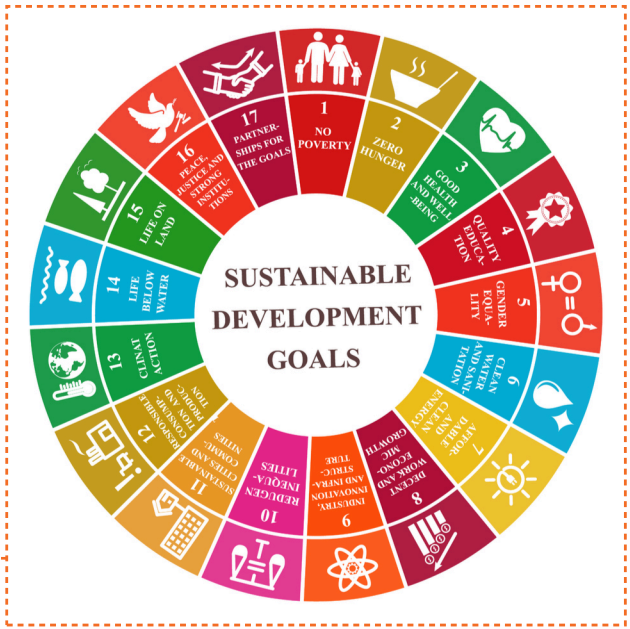 SUSTAINABLE
DEVELOPMENT
GOALS
1
NO
POVERTY
2
ZERO
HUNGER
3
GOOD
HEALTH
AND WELL
-BEING
4
QUALITY
EDUCA-
TION
5
GENDER
EQUA-
LITY
6
CLEAN
WATER
AND SANI-
TATION
7
AFFOR-
DABLE
AND
CLEAN
ENERGY
8
DECENT
WORK AND
ECONO-
MIC
GROWTH
9
INDUSTRY,
INNOVATION
AND INFRA-
STRUC-
TURE
10
REDUGEN
INEQUA-
LITIES
11
SUSTAINABLE
CITIES AND
COMMU-
NITIES
12
RESPONSIBLE
CONSUMP-
TION AND
PRODUC-
TION
13
CLIMAT
ACTION
14
LIFE
BELOW
WATER
15
LIFE ON
LAND
16
PEACE,
JUSTICE AND
STRONG
INSTITU-
TIONS
17
PARTNER-
SHIPS FOR
THE GOALS